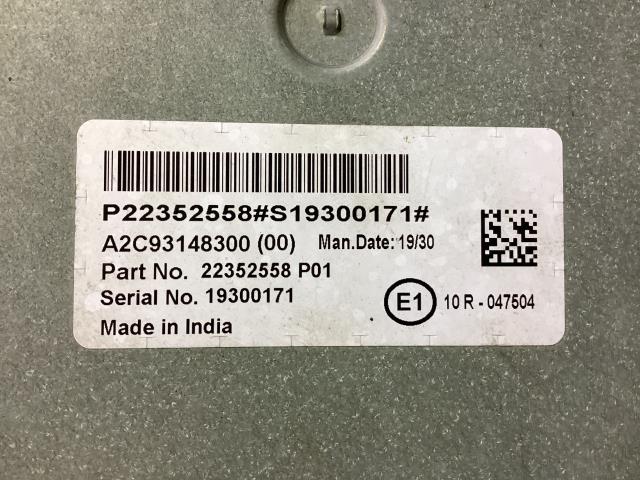 P22352558#S19300171#
A2C93148300 (00) Man.Date: 19/30
Part No. 22352558 P01
Serial No. 19300171
E1 10 R - 047504
Made in India